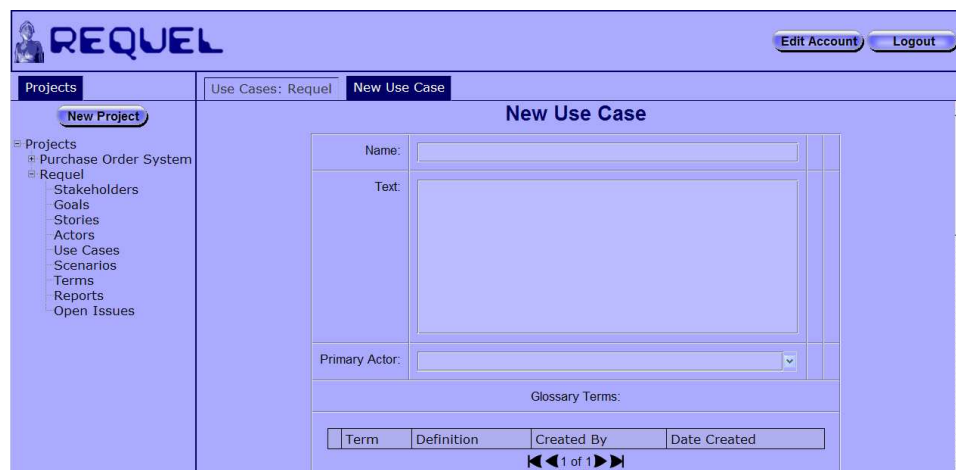 REQUEL
Edit Account
Logout
Projects
Use Cases: Requel
New Use Case
New Project
New Use Case
Projects
Purchase Order System
Requel
Stakeholders
Goals
Stories
Actors
Use Cases
Scenarios
Terms
Reports
Open Issues
Name:
Text:
Primary Actor:
Glossary Terms:
Term Definition Created By Date Created
1 of 1